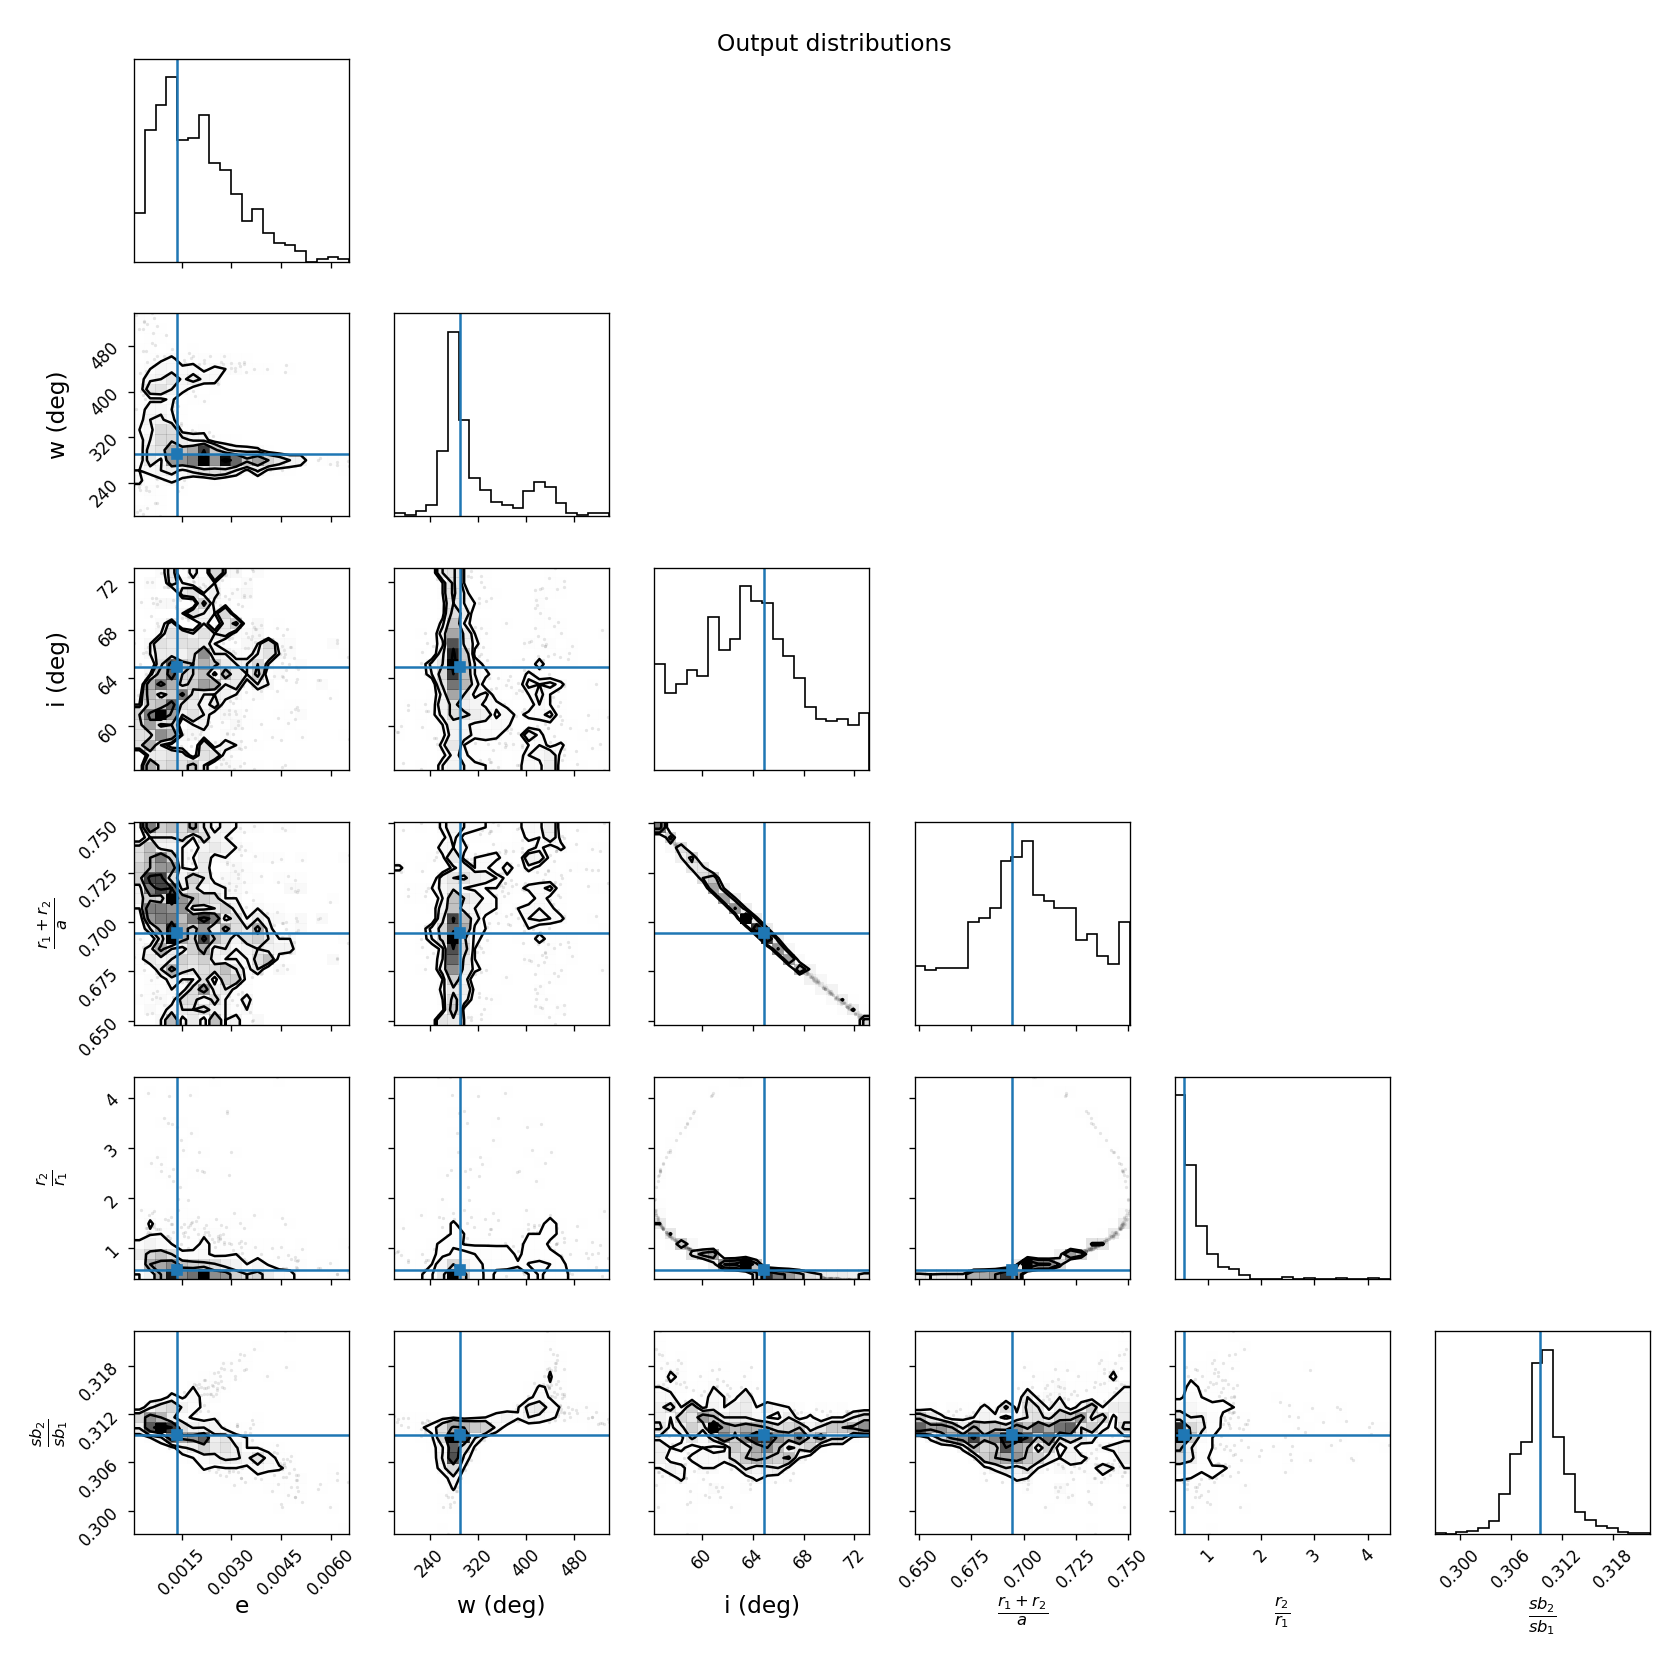 Output distributions
480
400
320
240
w (deg)
72
68
64
60
i (deg)
0.750
0.725
0.700
0.675
0.650
r₁ + r₂
a
4
3
2
1
r₂
r₁
0.318
0.312
0.306
0.300
sb₂
sb₁
0.0015 0.0030 0.0045 0.0060
e
240 320 400 480
w (deg)
60 64 68 72
i (deg)
0.650 0.675 0.700 0.725 0.750
r₁ + r₂
a
1 2 3 4
r₂
r₁
0.300 0.306 0.312 0.318
sb₂
sb₁